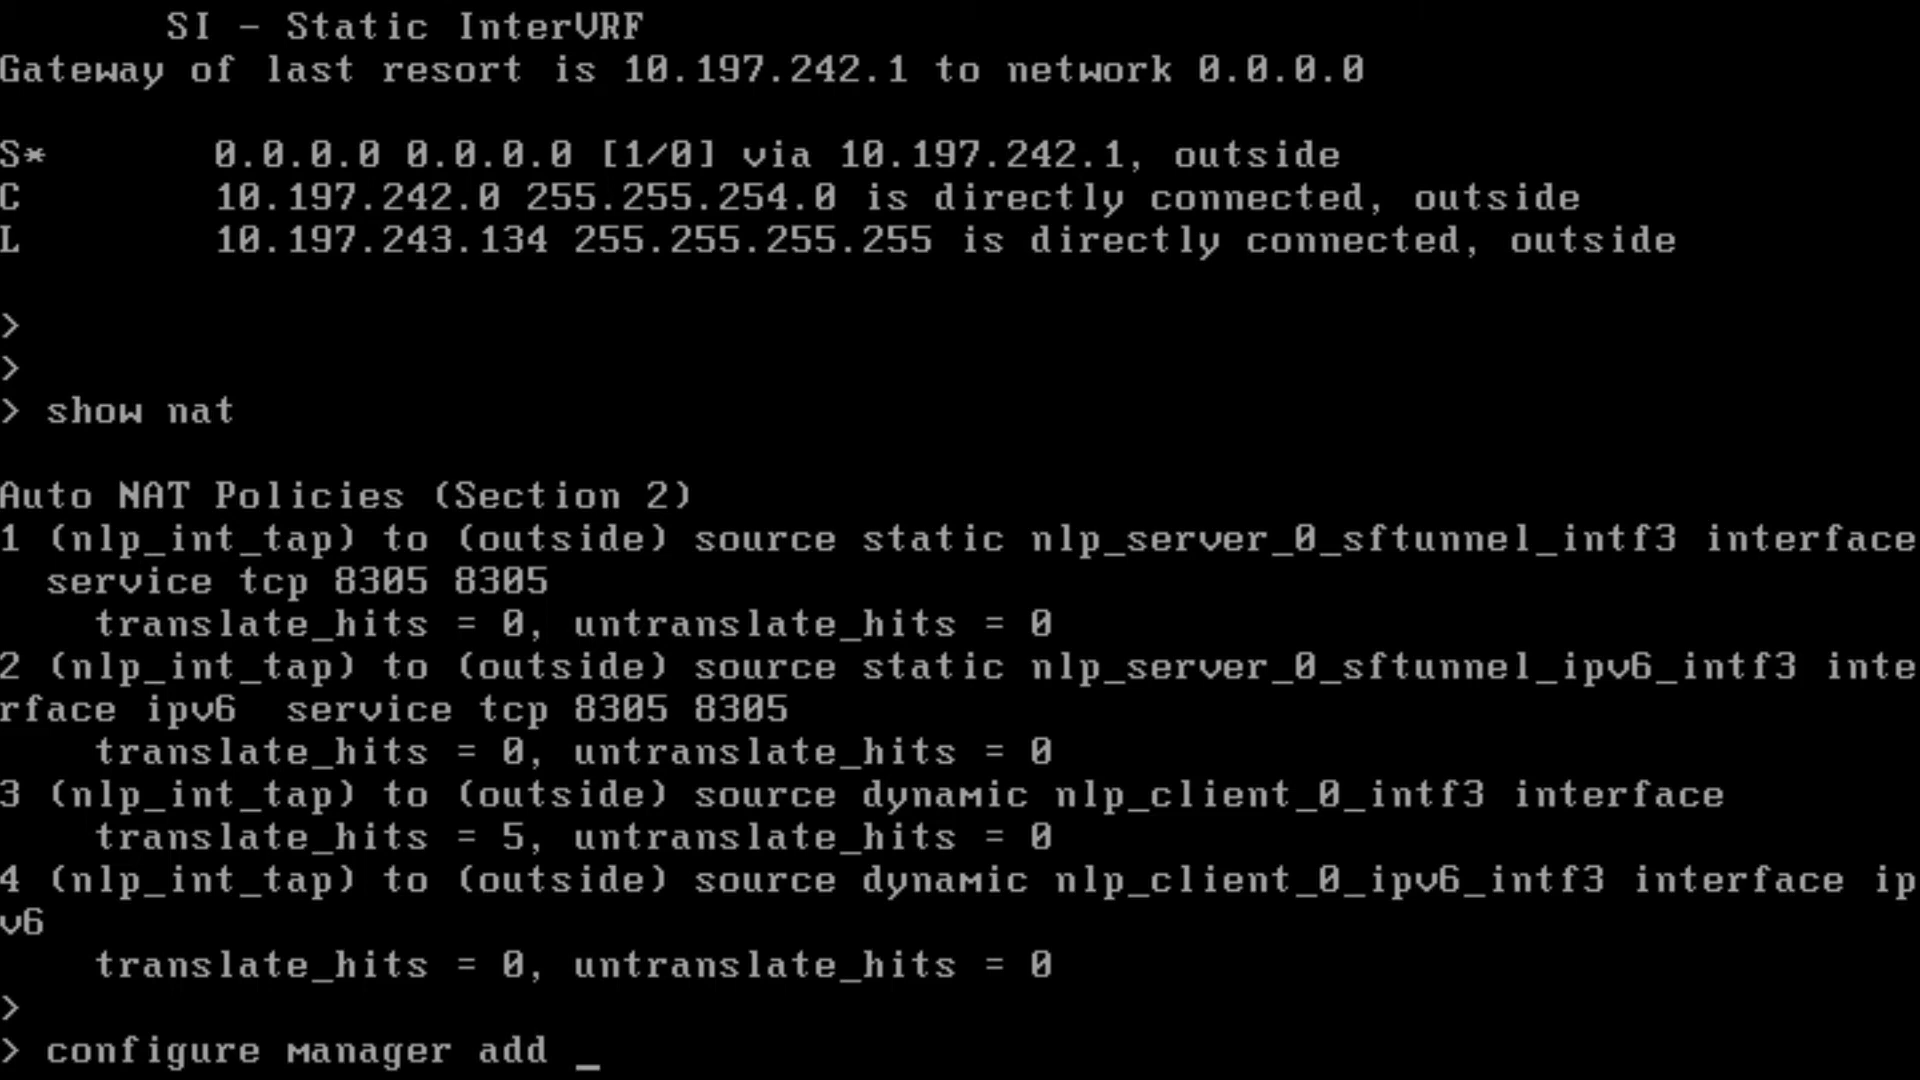 SI - Static InterVRF
Gateway of last resort is 10.197.242.1 to network 0.0.0.0
S*       0.0.0.0 0.0.0.0 [1/0] via 10.197.242.1, outside
C        10.197.242.0 255.255.254.0 is directly connected, outside
L        10.197.243.134 255.255.255.255 is directly connected, outside
>
>
> show nat
Auto NAT Policies (Section 2)
1 (nlp_int_tap) to (outside) source static nlp_server_0_sftunnel_intf3 interface
  service tcp 8305 8305
    translate_hits = 0, untranslate_hits = 0
2 (nlp_int_tap) to (outside) source static nlp_server_0_sftunnel_ipv6_intf3 inte
rface ipv6  service tcp 8305 8305
    translate_hits = 0, untranslate_hits = 0
3 (nlp_int_tap) to (outside) source dynamic nlp_client_0_intf3 interface
    translate_hits = 5, untranslate_hits = 0
4 (nlp_int_tap) to (outside) source dynamic nlp_client_0_ipv6_intf3 interface ip
v6
    translate_hits = 0, untranslate_hits = 0
>
> configure manager add _